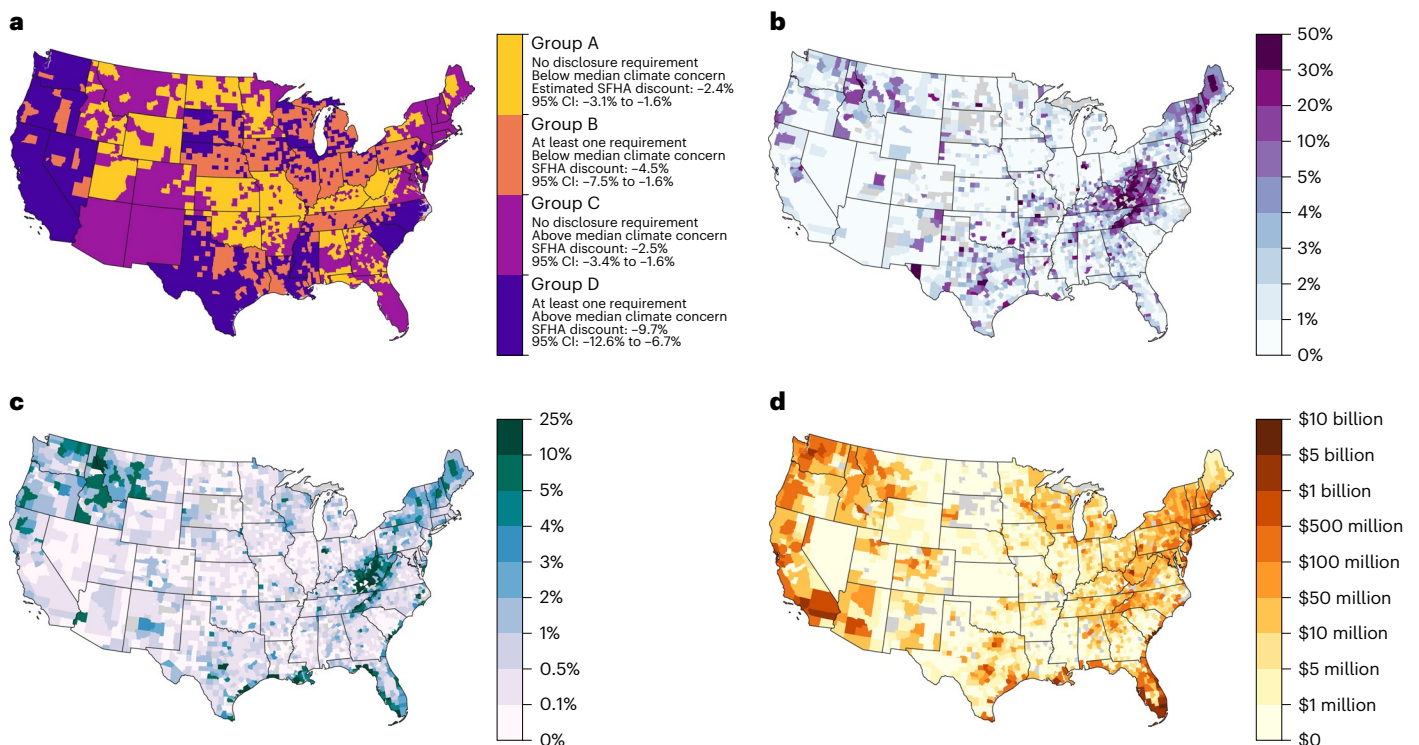 a
Group A
No disclosure requirement
Below median climate concern
Estimated SFHA discount: −2.4%
95% CI: −3.1% to −1.6%
Group B
At least one requirement
Below median climate concern
SFHA discount: −4.5%
95% CI: −7.5% to −1.6%
Group C
No disclosure requirement
Above median climate concern
SFHA discount: −2.5%
95% CI: −3.4% to −1.6%
Group D
At least one requirement
Above median climate concern
SFHA discount: −9.7%
95% CI: −12.6% to −6.7%
b
50%
30%
20%
10%
5%
4%
3%
2%
1%
0%
c
25%
10%
5%
4%
3%
2%
1%
0.5%
0.1%
0%
d
$10 billion
$5 billion
$1 billion
$500 million
$100 million
$50 million
$10 million
$5 million
$1 million
$0